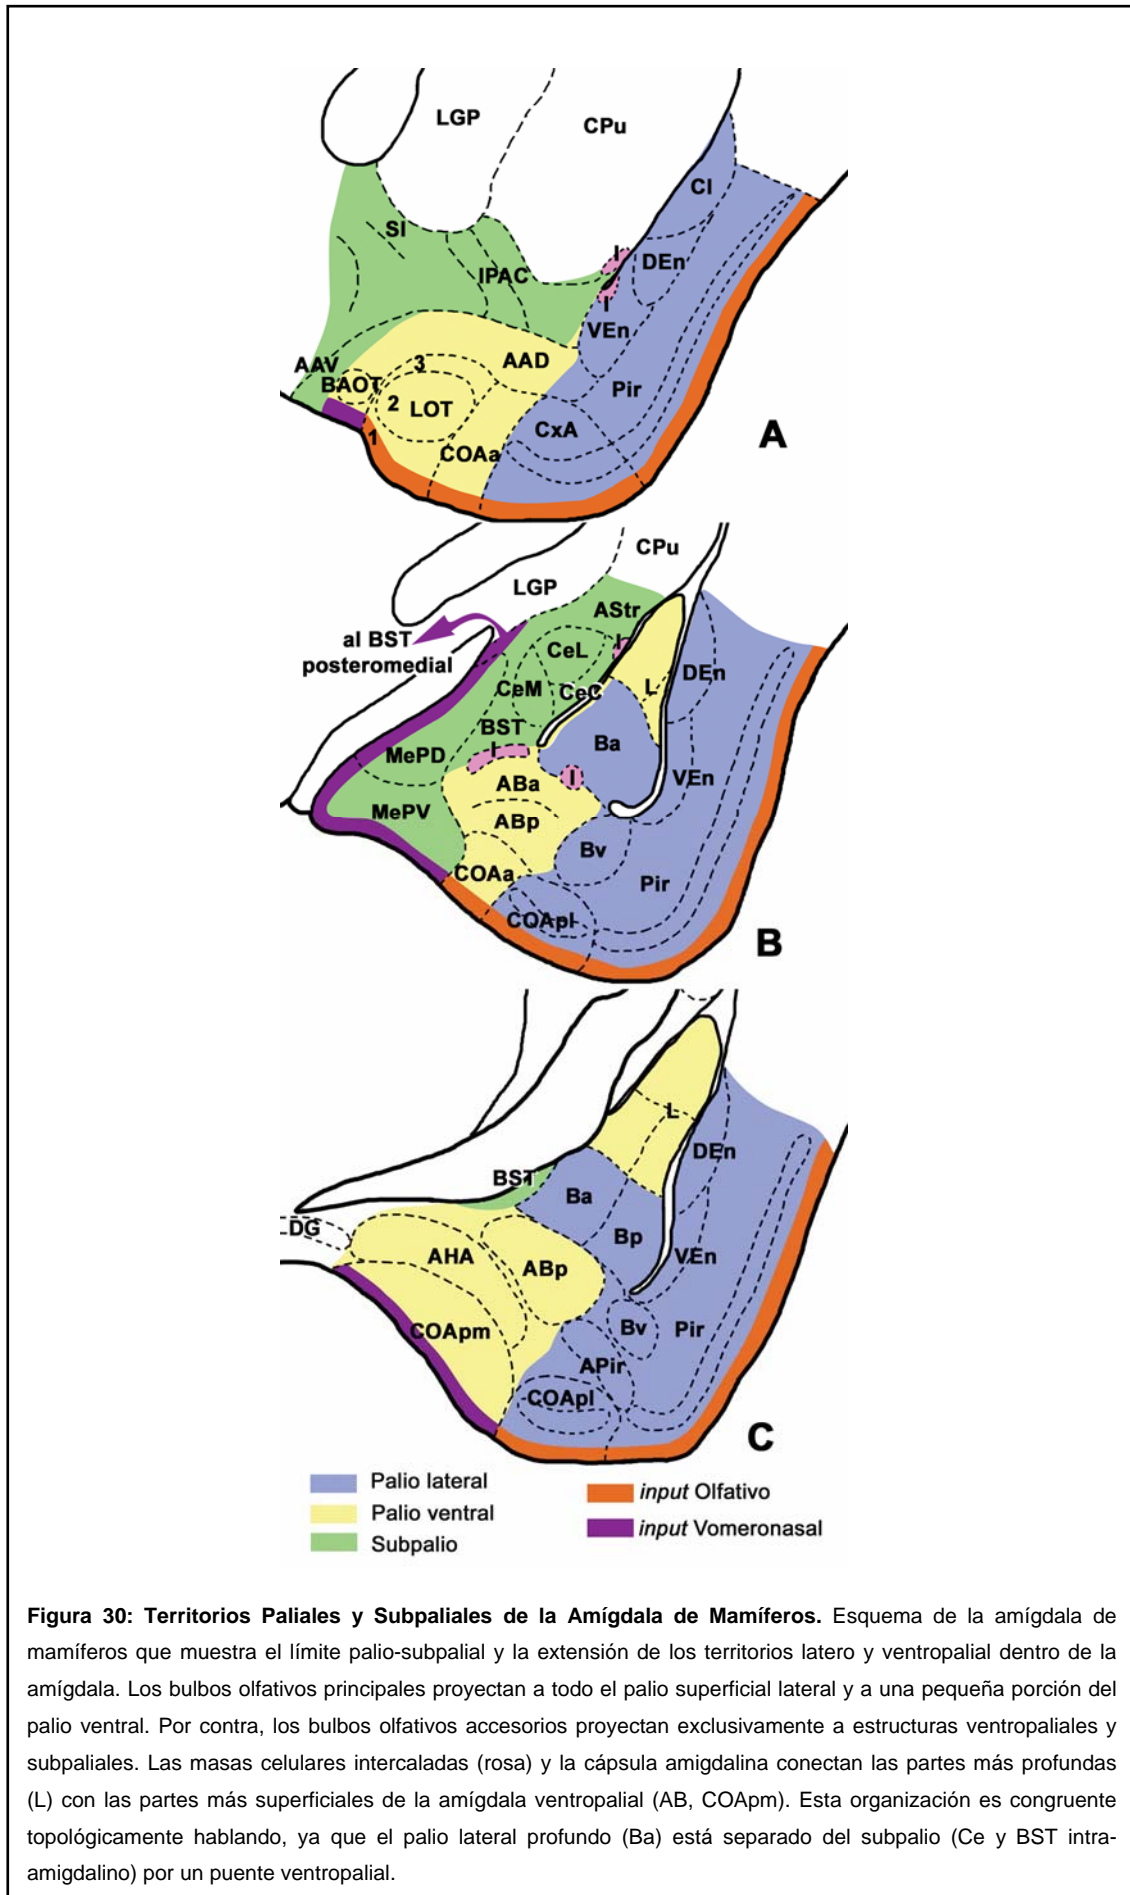 LGP
CPu
Cl
SI
I
DEn
IPAC
I
VEn
AAV
AAD
3
BAOT
Pir
2
LOT
1
CxA
COAa
A
CPu
LGP
AStr
al BST
posteromedial
I
CeL
DEn
CeM
CeC
L
BST
I
Ba
MePD
I
VEn
ABa
MePV
ABp
Bv
COAa
Pir
COApl
B
L
DEn
BST
Ba
DG
Bp
AHA
ABp
VEn
COApm
Bv
Pir
APir
COApl
C
Palio lateral
input Olfativo
Palio ventral
input Vomeronasal
Subpalio
Figura 30: Territorios Paliales y Subpaliales de la Amígdala de Mamíferos. Esquema de la amígdala de
mamíferos que muestra el límite palio-subpalial y la extensión de los territorios latero y ventropalial dentro de la
amígdala. Los bulbos olfativos principales proyectan a todo el palio superficial lateral y a una pequeña porción del
palio ventral. Por contra, los bulbos olfativos accesorios proyectan exclusivamente a estructuras ventropaliales y
subpaliales. Las masas celulares intercaladas (rosa) y la cápsula amigdalina conectan las partes más profundas
(L) con las partes más superficiales de la amígdala ventropalial (AB, COApm). Esta organización es congruente
topológicamente hablando, ya que el palio lateral profundo (Ba) está separado del subpalio (Ce y BST intra-
amigdalino) por un puente ventropalial.